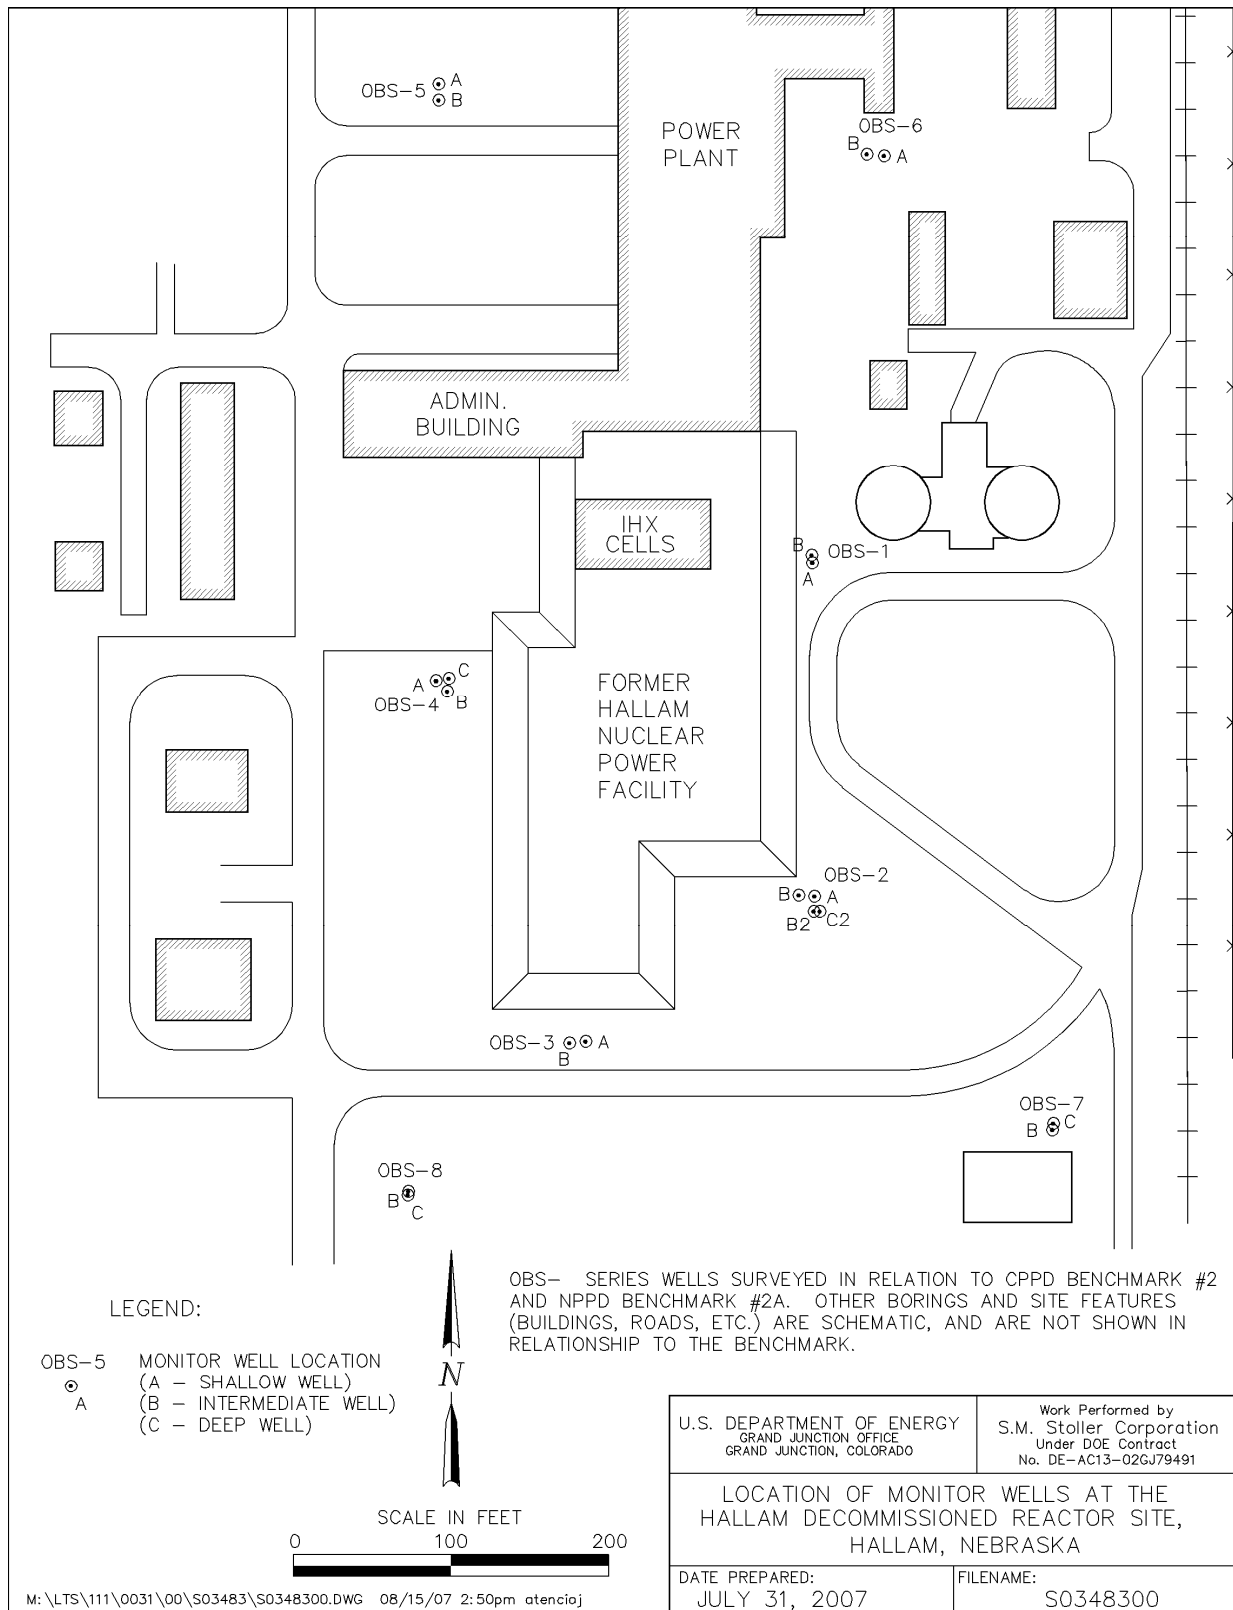 OBS-5
A
B
POWER
PLANT
OBS-6
B
A
ADMIN.
BUILDING
IHX
CELLS
B
OBS-1
A
FORMER
HALLAM
NUCLEAR
POWER
FACILITY
A
C
OBS-4
B
OBS-2
B
A
B2
C2
OBS-3
A
B
OBS-7
B
C
OBS-8
B
C
OBS- SERIES WELLS SURVEYED IN RELATION TO CPPD BENCHMARK #2
AND NPPD BENCHMARK #2A. OTHER BORINGS AND SITE FEATURES
(BUILDINGS, ROADS, ETC.) ARE SCHEMATIC, AND ARE NOT SHOWN IN
RELATIONSHIP TO THE BENCHMARK.
LEGEND:
OBS-5
A
MONITOR WELL LOCATION
(A - SHALLOW WELL)
(B - INTERMEDIATE WELL)
(C - DEEP WELL)
N
SCALE IN FEET
0 100 200
U.S. DEPARTMENT OF ENERGY
GRAND JUNCTION OFFICE
GRAND JUNCTION, COLORADO
Work Performed by
S.M. Stoller Corporation
Under DOE Contract
No. DE-AC13-02GJ79491
LOCATION OF MONITOR WELLS AT THE
HALLAM DECOMMISSIONED REACTOR SITE,
HALLAM, NEBRASKA
DATE PREPARED:
JULY 31, 2007
FILENAME:
S0348300
M:\LTS\111\0031\00\S03483\S0348300.DWG 08/15/07 2:50pm atencioj